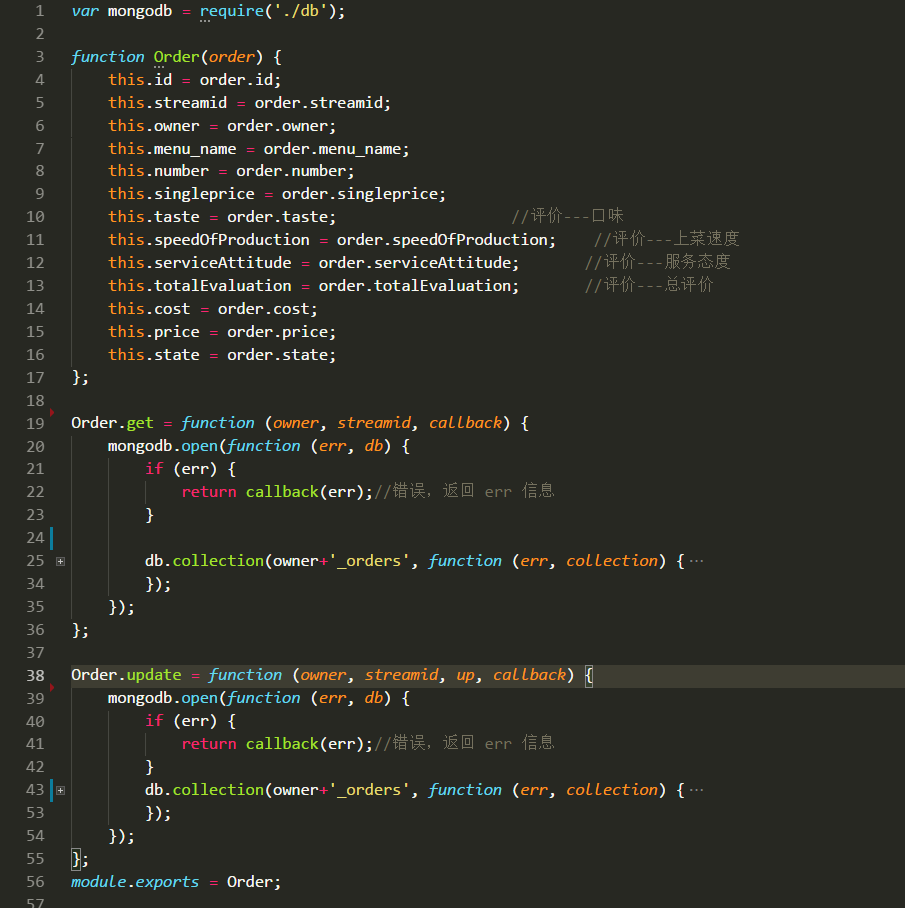 1 var mongodb = require('./db');
2
3 function Order(order) {
4 this.id = order.id;
5 this.streamid = order.streamid;
6 this.owner = order.owner;
7 this.menu_name = order.menu_name;
8 this.number = order.number;
9 this.singleprice = order.singleprice;
10 this.taste = order.taste; //评价---口味
11 this.speedOfProduction = order.speedOfProduction; //评价---上菜速度
12 this.serviceAttitude = order.serviceAttitude; //评价---服务态度
13 this.totalEvaluation = order.totalEvaluation; //评价---总评价
14 this.cost = order.cost;
15 this.price = order.price;
16 this.state = order.state;
17 };
18
19 Order.get = function (owner, streamid, callback) {
20 mongodb.open(function (err, db) {
21 if (err) {
22 return callback(err);//错误，返回 err 信息
23 }
24
25 db.collection(owner+'_orders', function (err, collection) {···
34 });
35 });
36 };
37
38 Order.update = function (owner, streamid, up, callback) {
39 mongodb.open(function (err, db) {
40 if (err) {
41 return callback(err);//错误，返回 err 信息
42 }
43 db.collection(owner+'_orders', function (err, collection) {···
53 });
54 });
55 };
56 module.exports = Order;
57